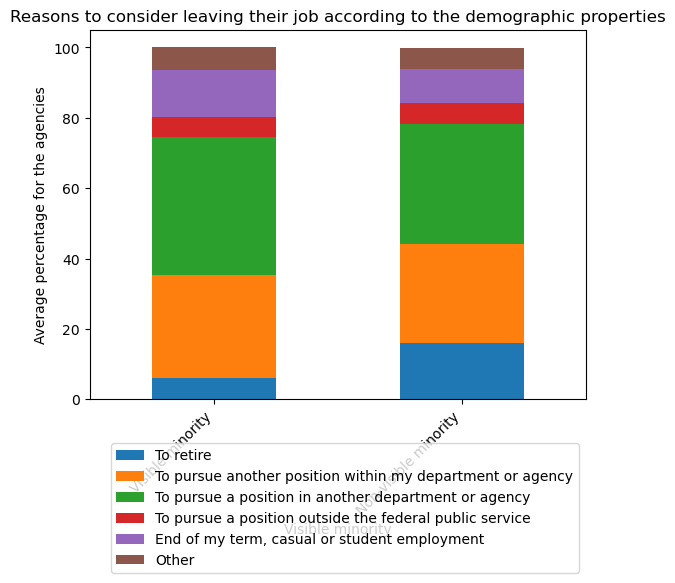 Reasons to consider leaving their job according to the demographic properties
Average percentage for the agencies
100
80
60
40
20
0
Visible minority
Non-visible minority
To retire
To pursue another position within my department or agency
To pursue a position in another department or agency
Visible minority
To pursue a position outside the federal public service
End of my term, casual or student employment
Other